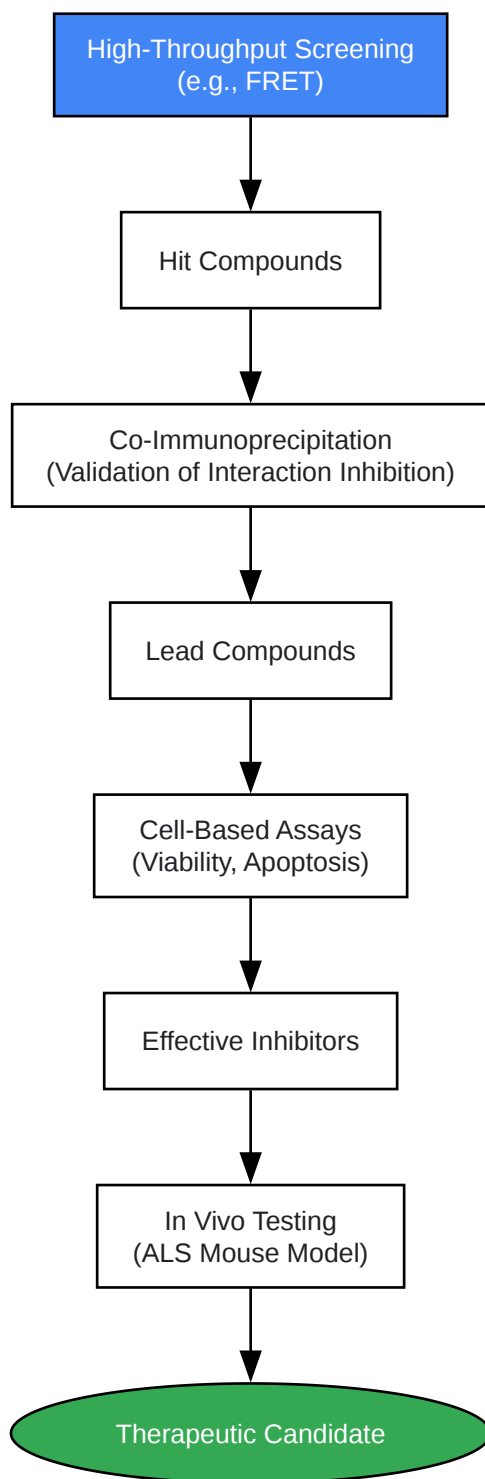 High-Throughput Screening
(e.g., FRET)
Hit Compounds
Co-Immunoprecipitation
(Validation of Interaction Inhibition)
Lead Compounds
Cell-Based Assays
(Viability, Apoptosis)
Effective Inhibitors
In Vivo Testing
(ALS Mouse Model)
Therapeutic Candidate